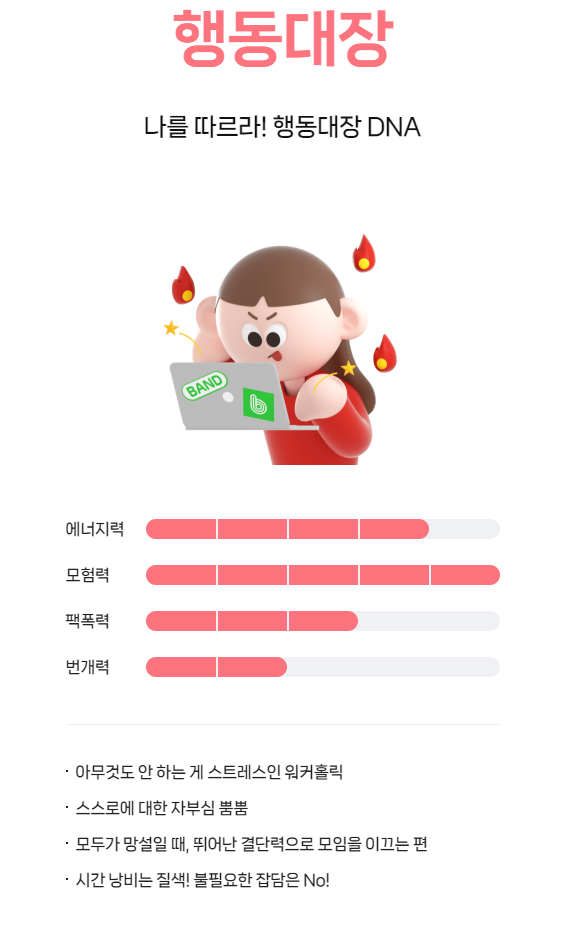 행동대장
나를 따르라! 행동대장 DNA
BAND
b
에너지력
모험력
팩폭력
번개력
· 아무것도 안 하는 게 스트레스인 워커홀릭
· 스스로에 대한 자부심 뿜뿜
· 모두가 망설일 때, 뛰어난 결단력으로 모임을 이끄는 편
· 시간 낭비는 질색! 불필요한 잡담은 No!